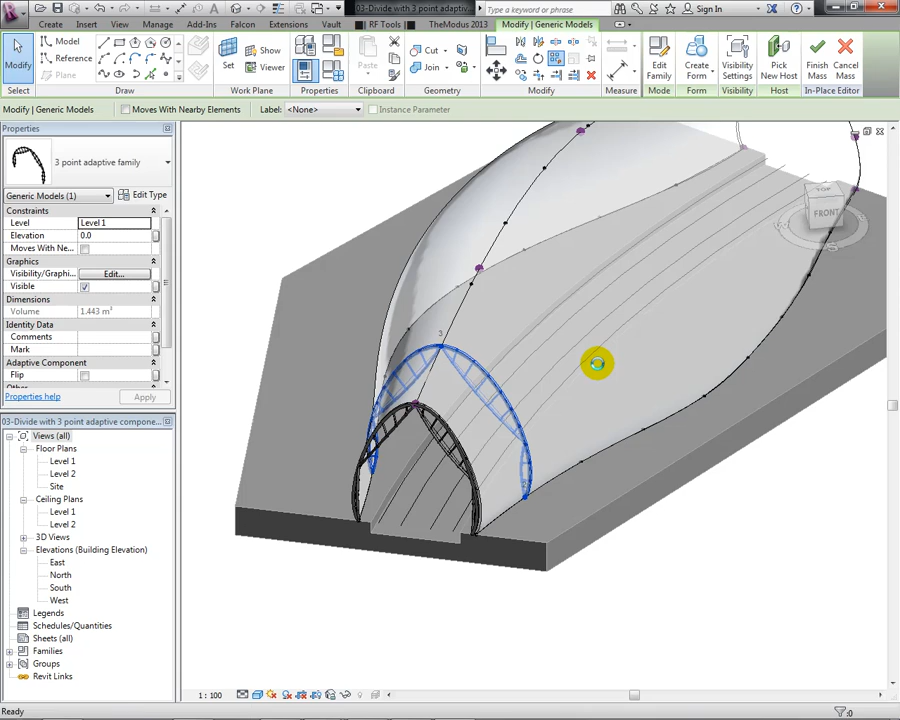 03-Divide with 3 point adaptive
Type a keyword or phrase
Sign In
Create Insert View Manage Add-Ins Falcon Extensions Vault RF Tools TheModus 2013 Modify | Generic Models
Modify
Model
Reference
Plane
Set
Show
Viewer
Paste
Cut
Join
Edit Family
Create Form
Visibility Settings
Pick New Host
Finish Mass
Cancel Mass
Select Draw Work Plane Properties Clipboard Geometry Modify Measure Mode Form Visibility Host In-Place Editor
Modify | Generic Models Moves With Nearby Elements Label: <None> Instance Parameter
Properties
3 point adaptive family
Generic Models (1) Edit Type
Constraints
Level Level 1
Elevation 0.0
Moves With Ne...
Graphics
Visibility/Graphi... Edit...
Visible
Dimensions
Volume 1.443 m³
Identity Data
Comments
Mark
Adaptive Component
Flip
Other
Properties help Apply
03-Divide with 3 point adaptive compone...
Views (all)
Floor Plans
Level 1
Level 2
Site
Ceiling Plans
Level 1
Level 2
3D Views
Elevations (Building Elevation)
East
North
South
West
Legends
Schedules/Quantities
Sheets (all)
Families
Groups
Revit Links
3
TOP
FRONT
1 : 100
Ready
:0